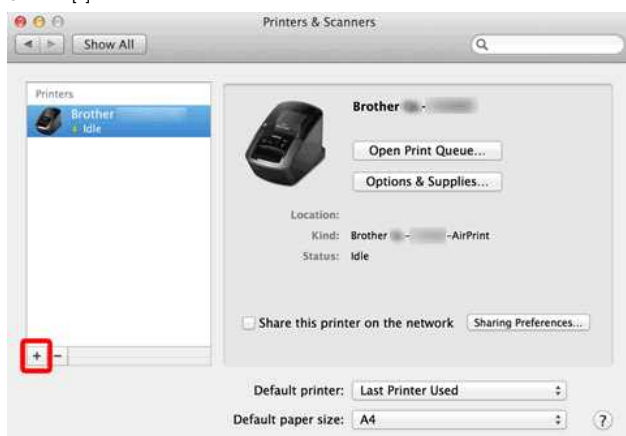 Printers & Scanners
Show All
Printers
Brother
Idle
Brother -
Open Print Queue...
Options & Supplies...
Location:
Kind: Brother - -AirPrint
Status: Idle
Share this printer on the network Sharing Preferences...
+ -
Default printer: Last Printer Used
Default paper size: A4 ?